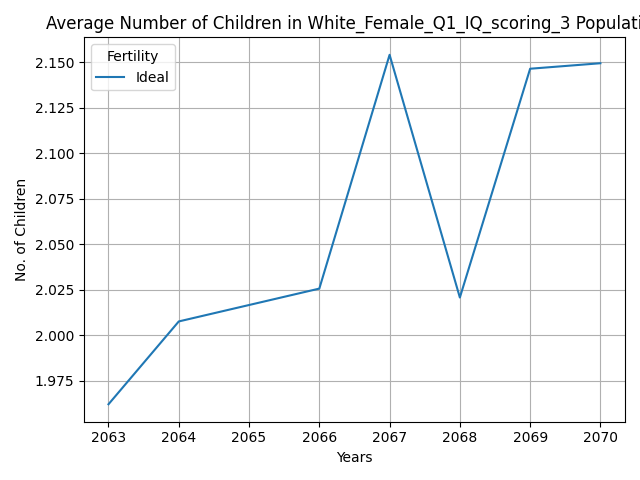 Average Number of Children in White_Female_Q1_IQ_scoring_3 Populati
Fertility
Ideal
2.150
2.125
2.100
2.075
2.050
2.025
2.000
1.975
No. of Children
2063 2064 2065 2066 2067 2068 2069 2070
Years